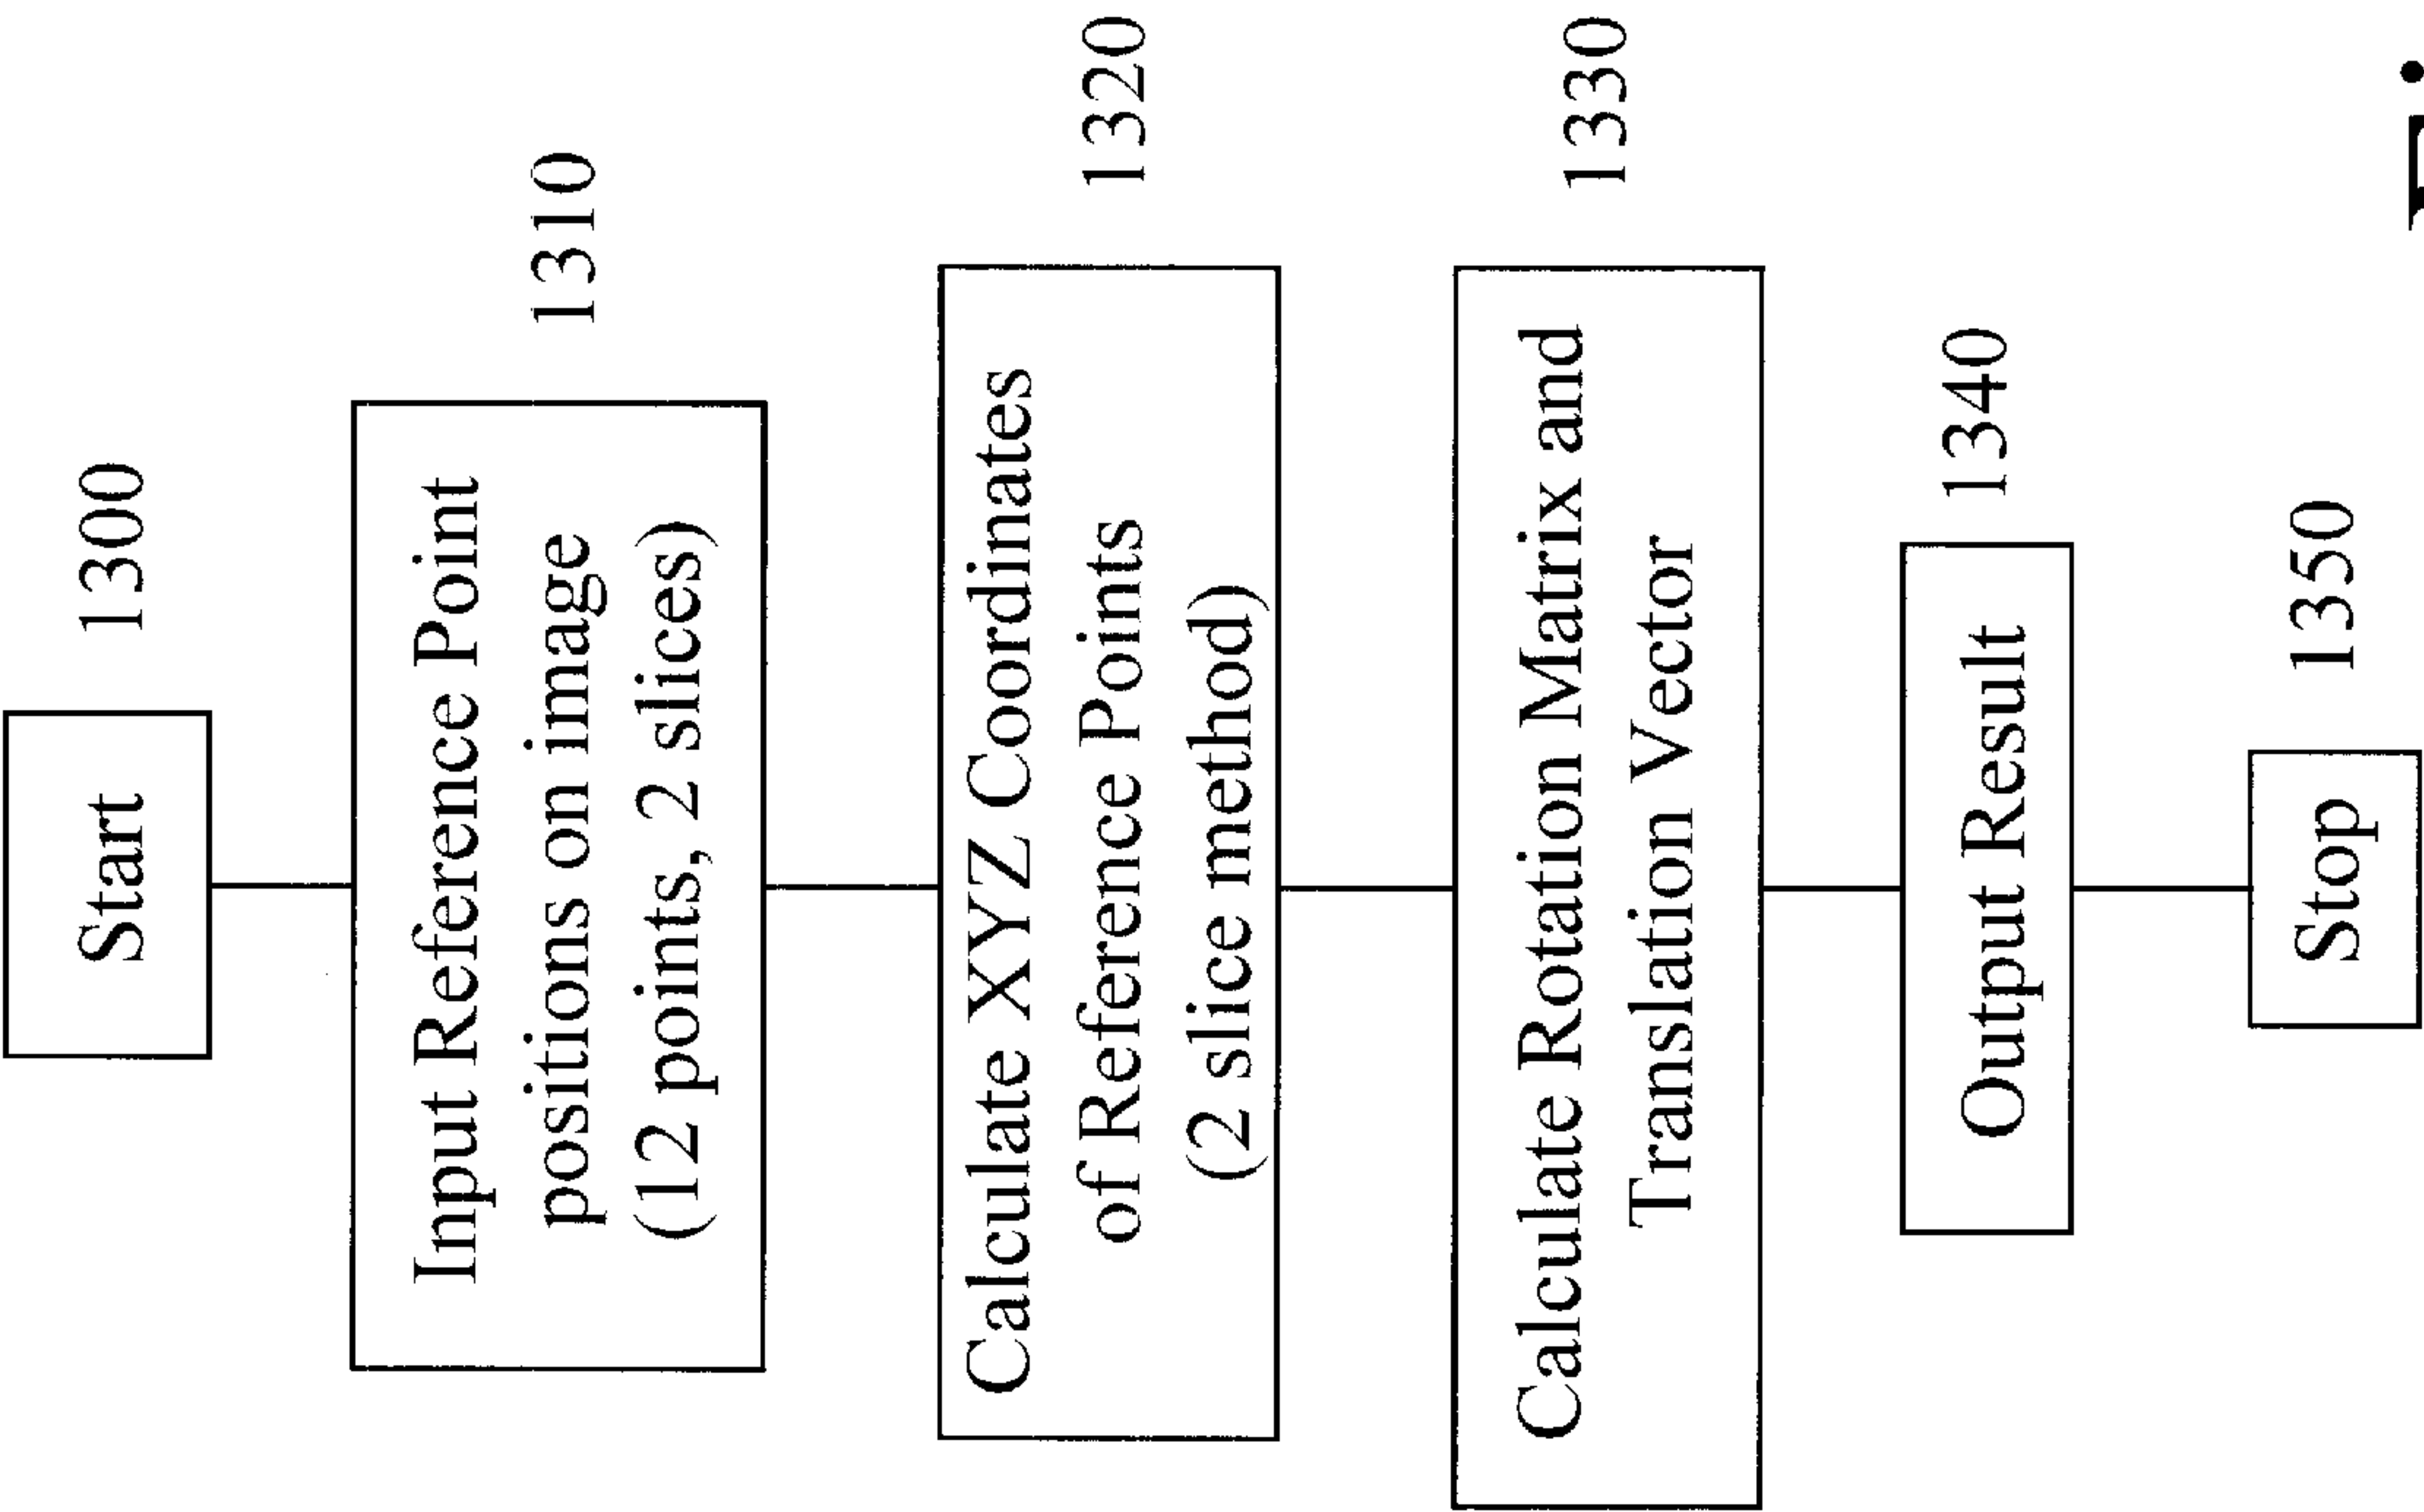 Start 1300
Input Reference Point
positions on image
(12 points, 2 slices)
1310
Calculate XYZ Coordinates
of Reference Points
(2 slice method)
1320
Calculate Rotation Matrix and
Translation Vector
1330
Output Result 1340
Stop 1350